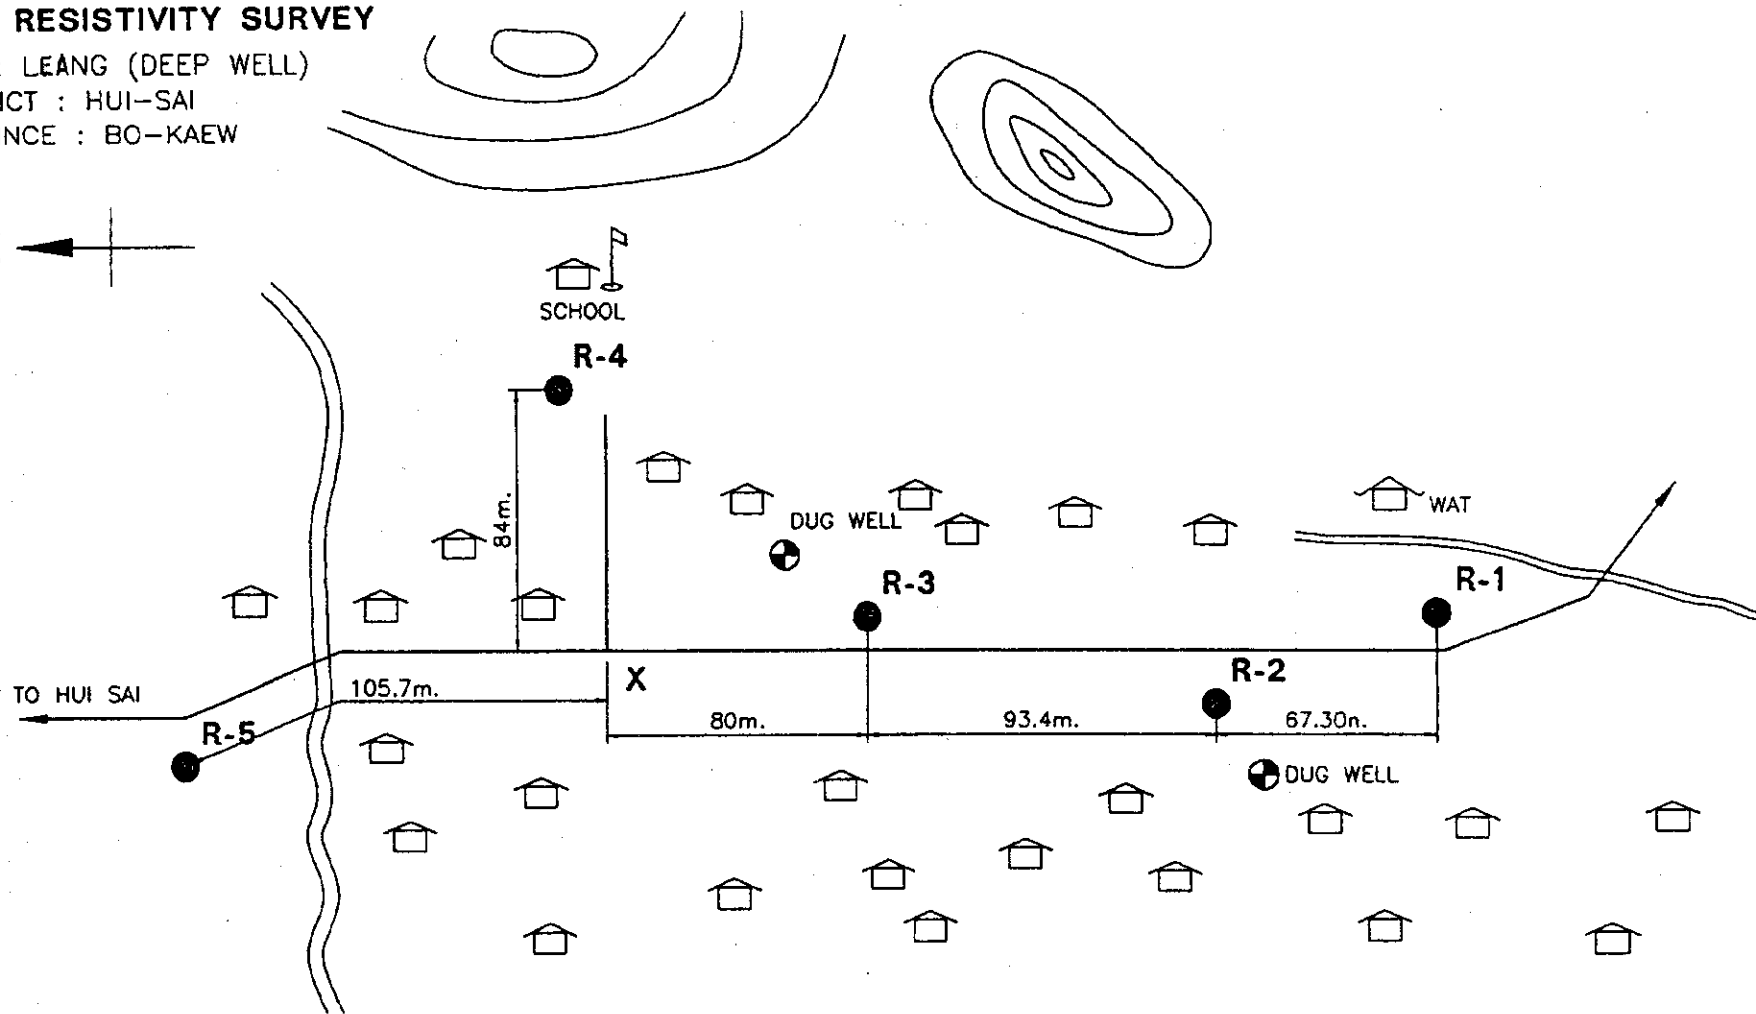 RESISTIVITY SURVEY
LEANG (DEEP WELL)
ICT : HUI-SAI
NCE : BO-KAEW
SCHOOL
R-4
84m.
DUG WELL
WAT
R-3
R-1
TO HUI SAI
105.7m.
X
R-2
R-5
80m.
93.4m.
67.30n.
DUG WELL